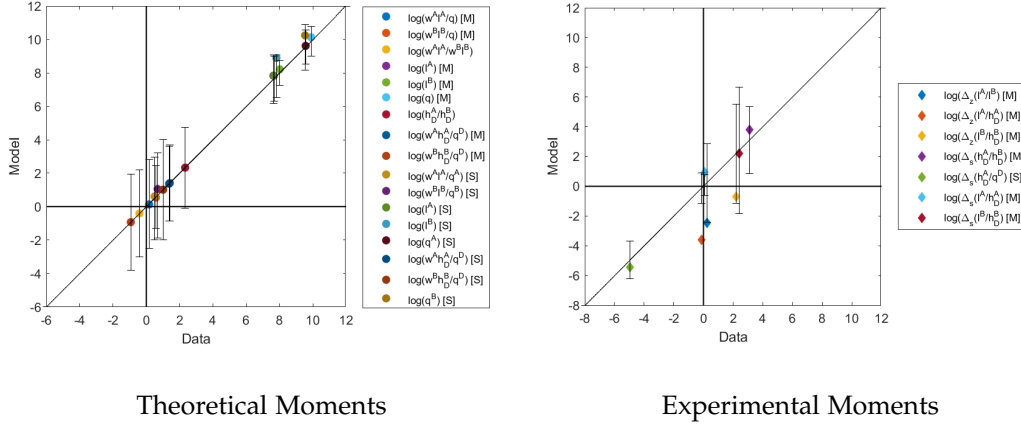 12
10
8
6
4
2
0
-2
-4
-6
-6 -4 -2 0 2 4 6 8 10 12
Model
Data
log(w^A l^A/q) [M]
log(w^B l^B/q) [M]
log(w^A l^A/w^B l^B)
log(l^A) [M]
log(l^B) [M]
log(q) [M]
log(h_D^A/h_D^B)
log(w^A h_D^A/q^D) [M]
log(w^B h_D^B/q^D) [M]
log(w^A l^A/q^A) [S]
log(w^B l^B/q^B) [S]
log(l^A) [S]
log(l^B) [S]
log(q^A) [S]
log(w^A h_D^A/q^D) [S]
log(w^B h_D^B/q^D) [S]
log(q^B) [S]
12
10
8
6
4
2
0
-2
-4
-6
-8
-8 -6 -4 -2 0 2 4 6 8 10 12
Model
Data
log(Δ_z(l^A/l^B) [M]
log(Δ_z(l^A/h_D^A) [M]
log(Δ_z(l^B/h_D^B) [M]
log(Δ_s(h_D^A/h_D^B) [M]
log(Δ_s(h_D^A/q^D) [S]
log(Δ_s(l^A/h_D^A) [M]
log(Δ_s(l^B/h_D^B) [M]
Theoretical Moments
Experimental Moments